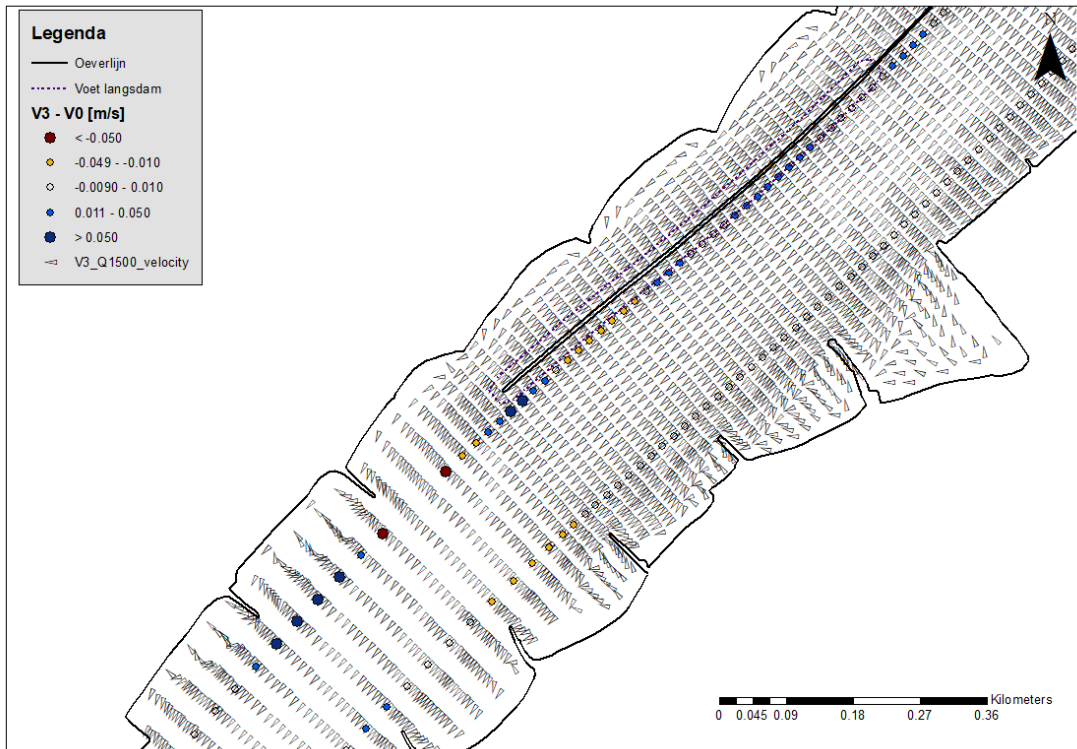 Legenda
Oeverlijn
Voet langsdam
V3 - V0 [m/s]
< -0.050
-0.049 - -0.010
-0.0090 - 0.010
0.011 - 0.050
> 0.050
V3_Q1500_velocity
N
Kilometers
0 0.045 0.09 0.18 0.27 0.36